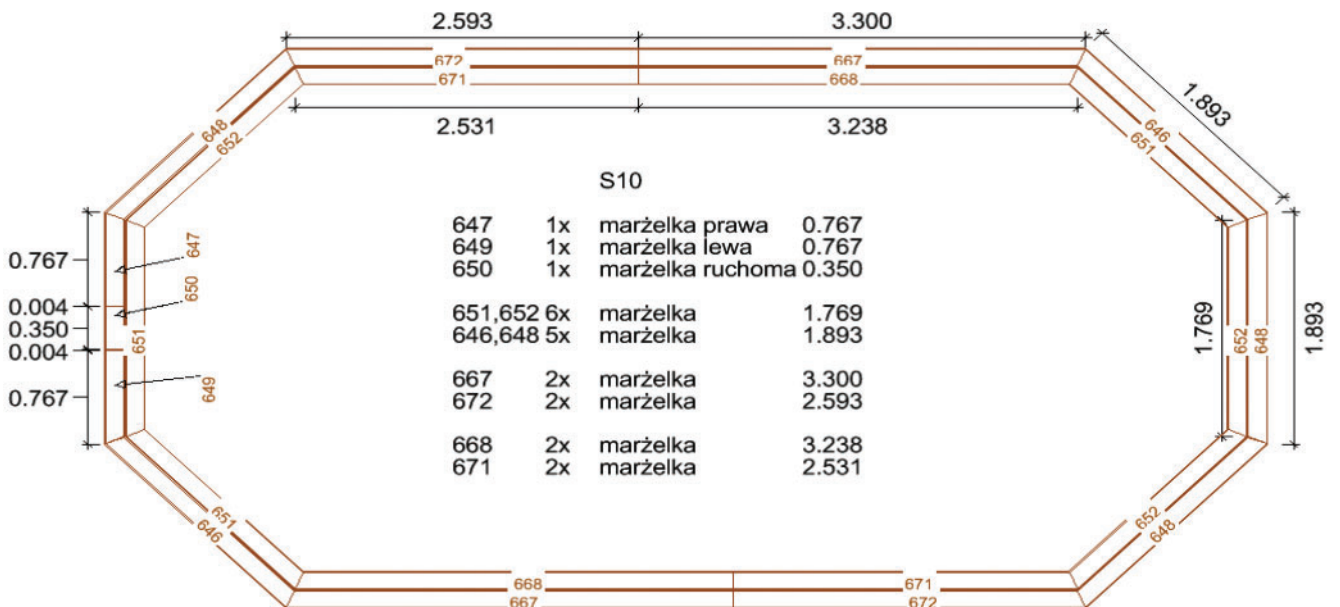 2.593 3.300
672 667
671 668
2.531 3.238
1.893
648 646
652 651
S10
647 1x marżelka prawa 0.767
649 1x marżelka lewa 0.767
650 1x marżelka ruchoma 0.350
651,652 6x marżelka 1.769
646,648 5x marżelka 1.893
667 2x marżelka 3.300
672 2x marżelka 2.593
668 2x marżelka 3.238
671 2x marżelka 2.531
0.767
0.004
0.350
0.004
0.767
647
650
651
649
1.769
652
648
1.893
651 652
646 648
668 671
667 672